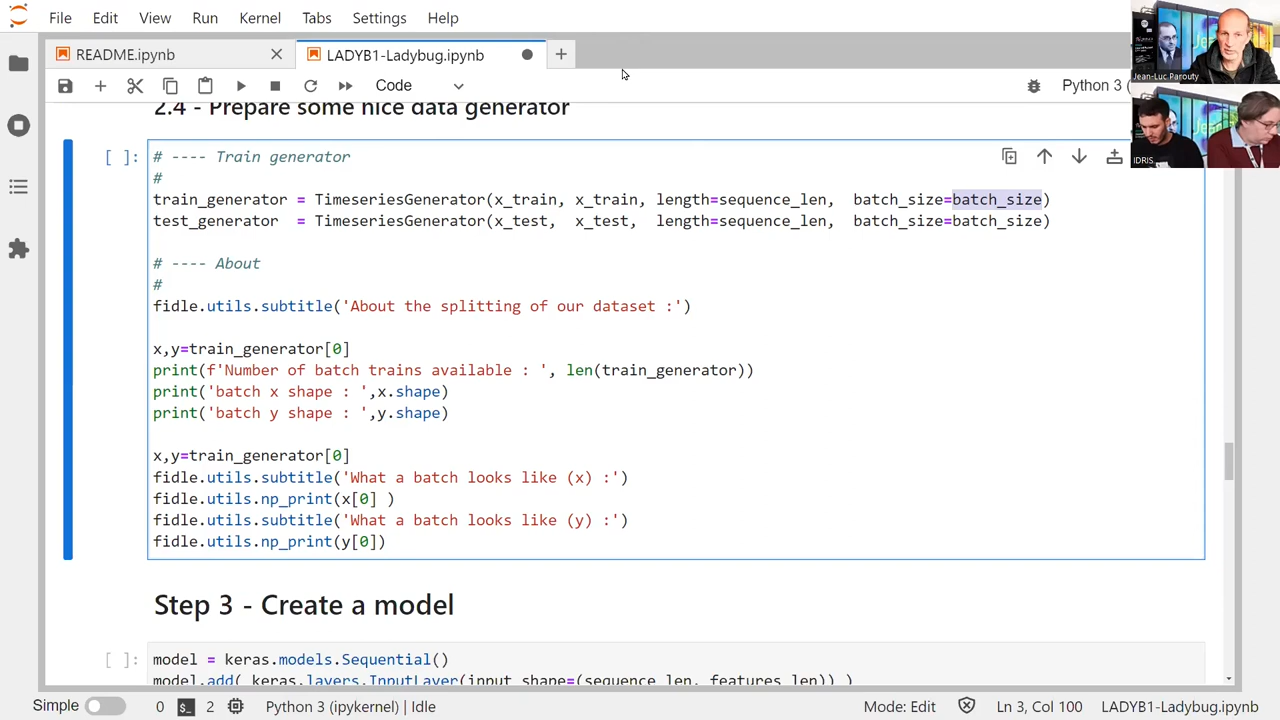 File Edit View Run Kernel Tabs Settings Help
README.ipynb
LADYB1-Ladybug.ipynb
Code
Python 3 (
2.4 - Prepare some nice data generator
[ ]:
# ---- Train generator
#
train_generator = TimeseriesGenerator(x_train, x_train, length=sequence_len, batch_size=batch_size)
test_generator = TimeseriesGenerator(x_test, x_test, length=sequence_len, batch_size=batch_size)
# ---- About
#
fidle.utils.subtitle('About the splitting of our dataset :')
x,y=train_generator[0]
print(f'Number of batch trains available : ', len(train_generator))
print('batch x shape : ',x.shape)
print('batch y shape : ',y.shape)
x,y=train_generator[0]
fidle.utils.subtitle('What a batch looks like (x) :')
fidle.utils.np_print(x[0] )
fidle.utils.subtitle('What a batch looks like (y) :')
fidle.utils.np_print(y[0])
Step 3 - Create a model
[ ]:
model = keras.models.Sequential()
model.add( keras.layers.InputLayer(input_shape=(sequence_len, features_len)) )
Simple 0 2 Python 3 (ipykernel) | Idle Mode: Edit Ln 3, Col 100 LADYB1-Ladybug.ipynb
Jean-Luc Parouty
IDRIS